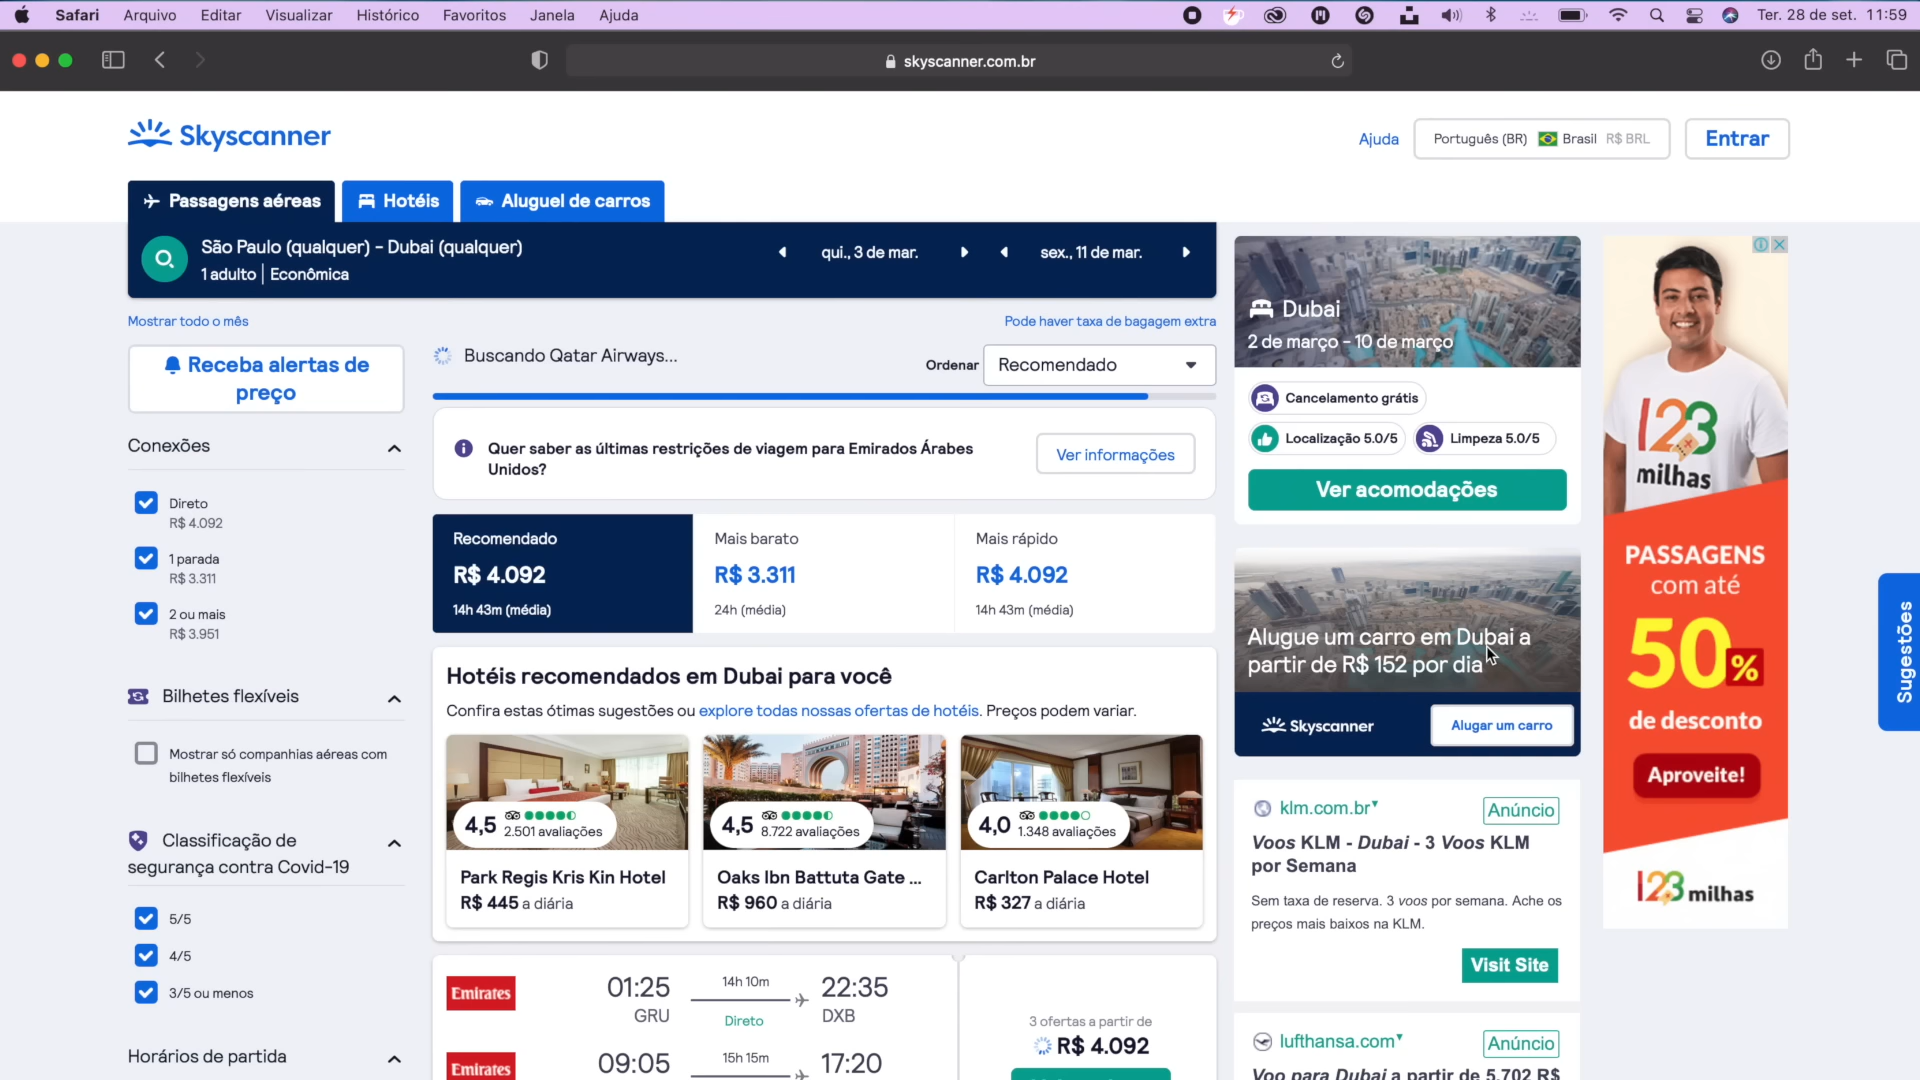 Safari Arquivo Editar Visualizar Histórico Favoritos Janela Ajuda
Ter. 28 de set. 11:59
skyscanner.com.br
Skyscanner
Ajuda
Português (BR) Brasil R$ BRL
Entrar
Passagens aéreas
Hotéis
Aluguel de carros
São Paulo (qualquer) - Dubai (qualquer)
1 adulto | Econômica
qui., 3 de mar.
sex., 11 de mar.
Mostrar todo o mês
Pode haver taxa de bagagem extra
Receba alertas de
preço
Conexões
Direto
R$ 4.092
1 parada
R$ 3.311
2 ou mais
R$ 3.951
Bilhetes flexíveis
Mostrar só companhias aéreas com
bilhetes flexíveis
Classificação de
segurança contra Covid-19
5/5
4/5
3/5 ou menos
Horários de partida
Buscando Qatar Airways...
Ordenar
Recomendado
Quer saber as últimas restrições de viagem para Emirados Árabes
Unidos?
Ver informações
Recomendado
R$ 4.092
14h 43m (média)
Mais barato
R$ 3.311
24h (média)
Mais rápido
R$ 4.092
14h 43m (média)
Hotéis recomendados em Dubai para você
Confira estas ótimas sugestões ou explore todas nossas ofertas de hotéis. Preços podem variar.
4,5
2.501 avaliações
Park Regis Kris Kin Hotel
R$ 445 a diária
4,5
8.722 avaliações
Oaks Ibn Battuta Gate ...
R$ 960 a diária
4,0
1.348 avaliações
Carlton Palace Hotel
R$ 327 a diária
Emirates
01:25
GRU
14h 10m
Direto
22:35
DXB
Emirates
09:05
15h 15m
17:20
3 ofertas a partir de
R$ 4.092
Dubai
2 de março - 10 de março
Cancelamento grátis
Localização 5.0/5
Limpeza 5.0/5
Ver acomodações
Alugue um carro em Dubai a
partir de R$ 152 por dia
Skyscanner
Alugar um carro
klm.com.br
Anúncio
Voos KLM - Dubai - 3 Voos KLM
por Semana
Sem taxa de reserva. 3 voos por semana. Ache os
preços mais baixos na KLM.
Visit Site
lufthansa.com
Anúncio
Voo para Dubai a partir de 5.702 R$
123
milhas
PASSAGENS
com até
50%
de desconto
Aproveite!
123 milhas
Sugestões